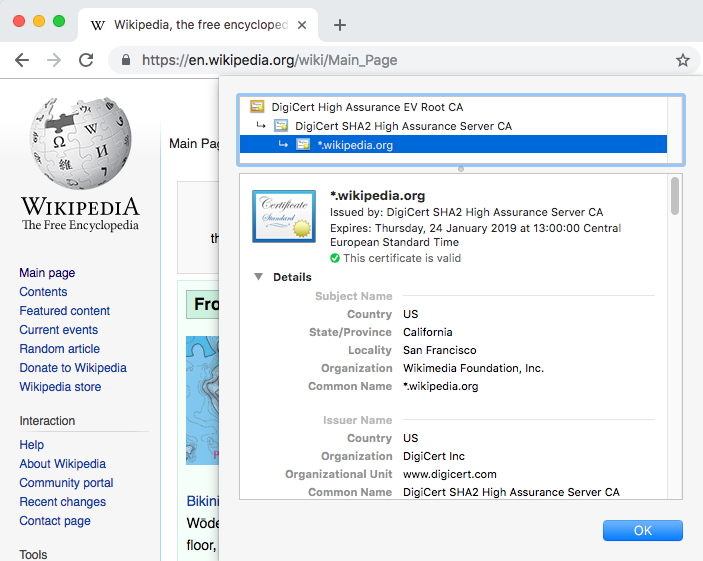 Wikipedia, the free encycloped
https://en.wikipedia.org/wiki/Main_Page
DigiCert High Assurance EV Root CA
DigiCert SHA2 High Assurance Server CA
*.wikipedia.org
Certificate
Standard
*.wikipedia.org
Issued by: DigiCert SHA2 High Assurance Server CA
Expires: Thursday, 24 January 2019 at 13:00:00 Central
European Standard Time
This certificate is valid
Details
Subject Name
Country US
State/Province California
Locality San Francisco
Organization Wikimedia Foundation, Inc.
Common Name *.wikipedia.org
Issuer Name
Country US
Organization DigiCert Inc
Organizational Unit www.digicert.com
Common Name DigiCert SHA2 High Assurance Server CA
OK
W
維
И
WIKIPEDIA
The Free Encyclopedia
Main page
Contents
Featured content
Current events
Random article
Donate to Wikipedia
Wikipedia store
Interaction
Help
About Wikipedia
Community portal
Recent changes
Contact page
Tools
Main Pag
th
Fro
P
Bikini
Wöde
floor,